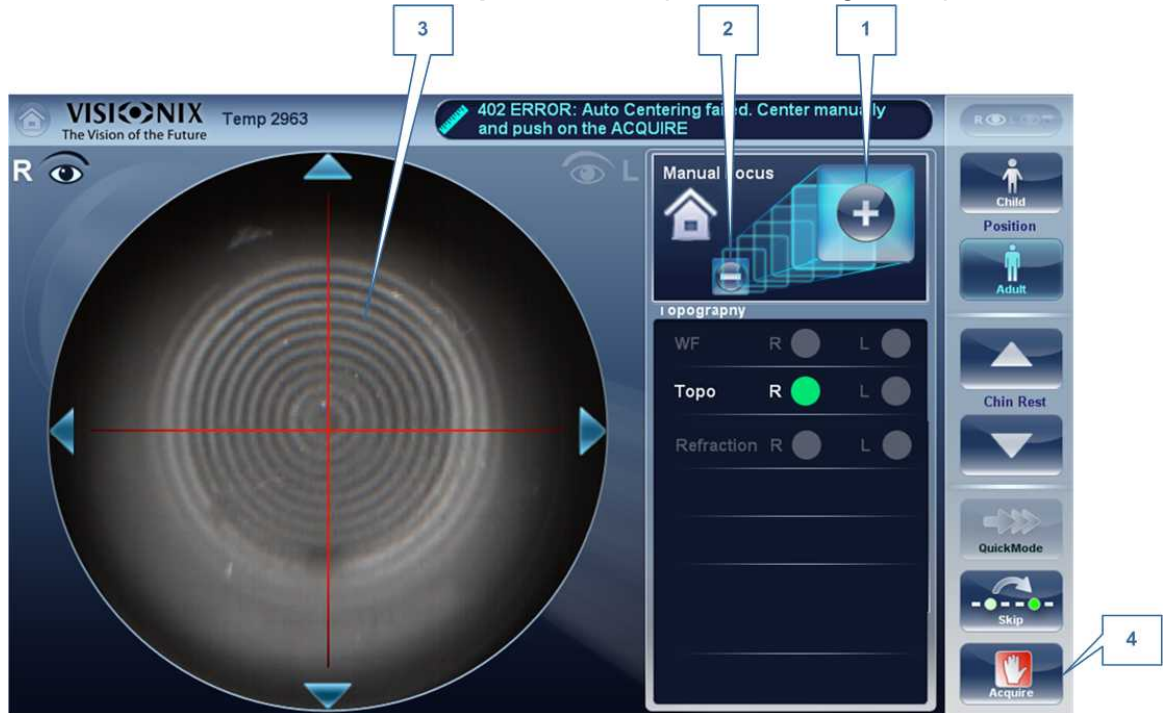 3
2
1
VISIONIX
The Vision of the Future
Temp 2963
402 ERROR: Auto Centering failed. Center manually
and push on the ACQUIRE
R L
R
L
Manual Focus
Child
Position
Adult
Topography
WF R L
Topo R L
Refraction R L
Chin Rest
QuickMode
Skip
4
Acquire